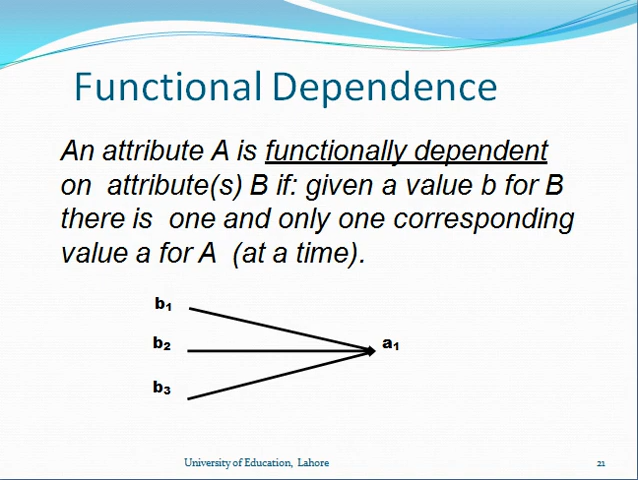 Functional Dependence
An attribute A is functionally dependent
on attribute(s) B if: given a value b for B
there is one and only one corresponding
value a for A (at a time).
b1
b2
a1
b3
University of Education, Lahore
21